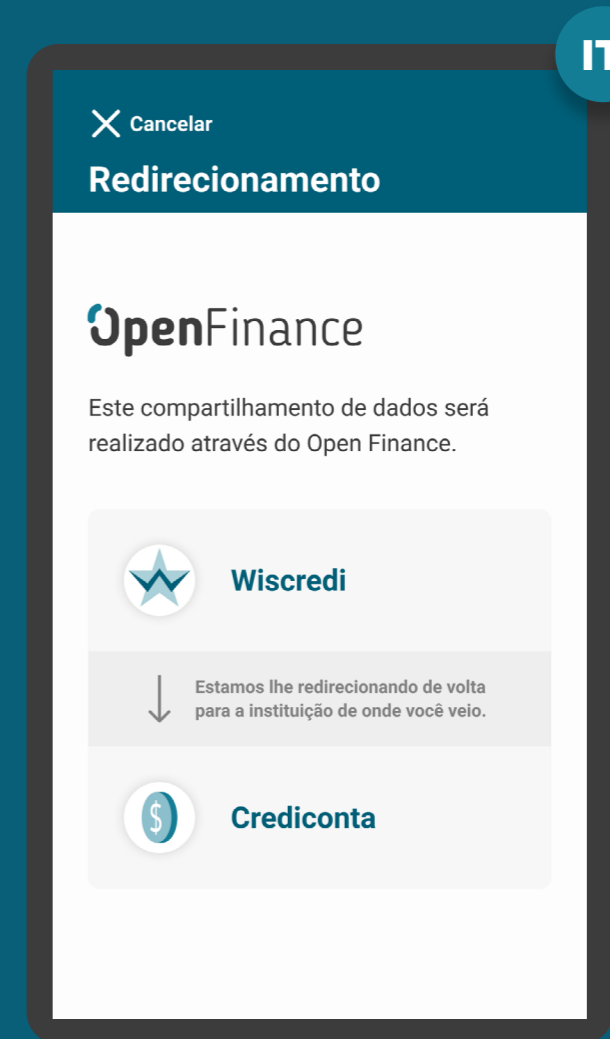 IT
Cancelar
Redirecionamento
OpenFinance
Este compartilhamento de dados será
realizado através do Open Finance.
Wiscredi
Estamos lhe redirecionando de volta
para a instituição de onde você veio.
$
Crediconta